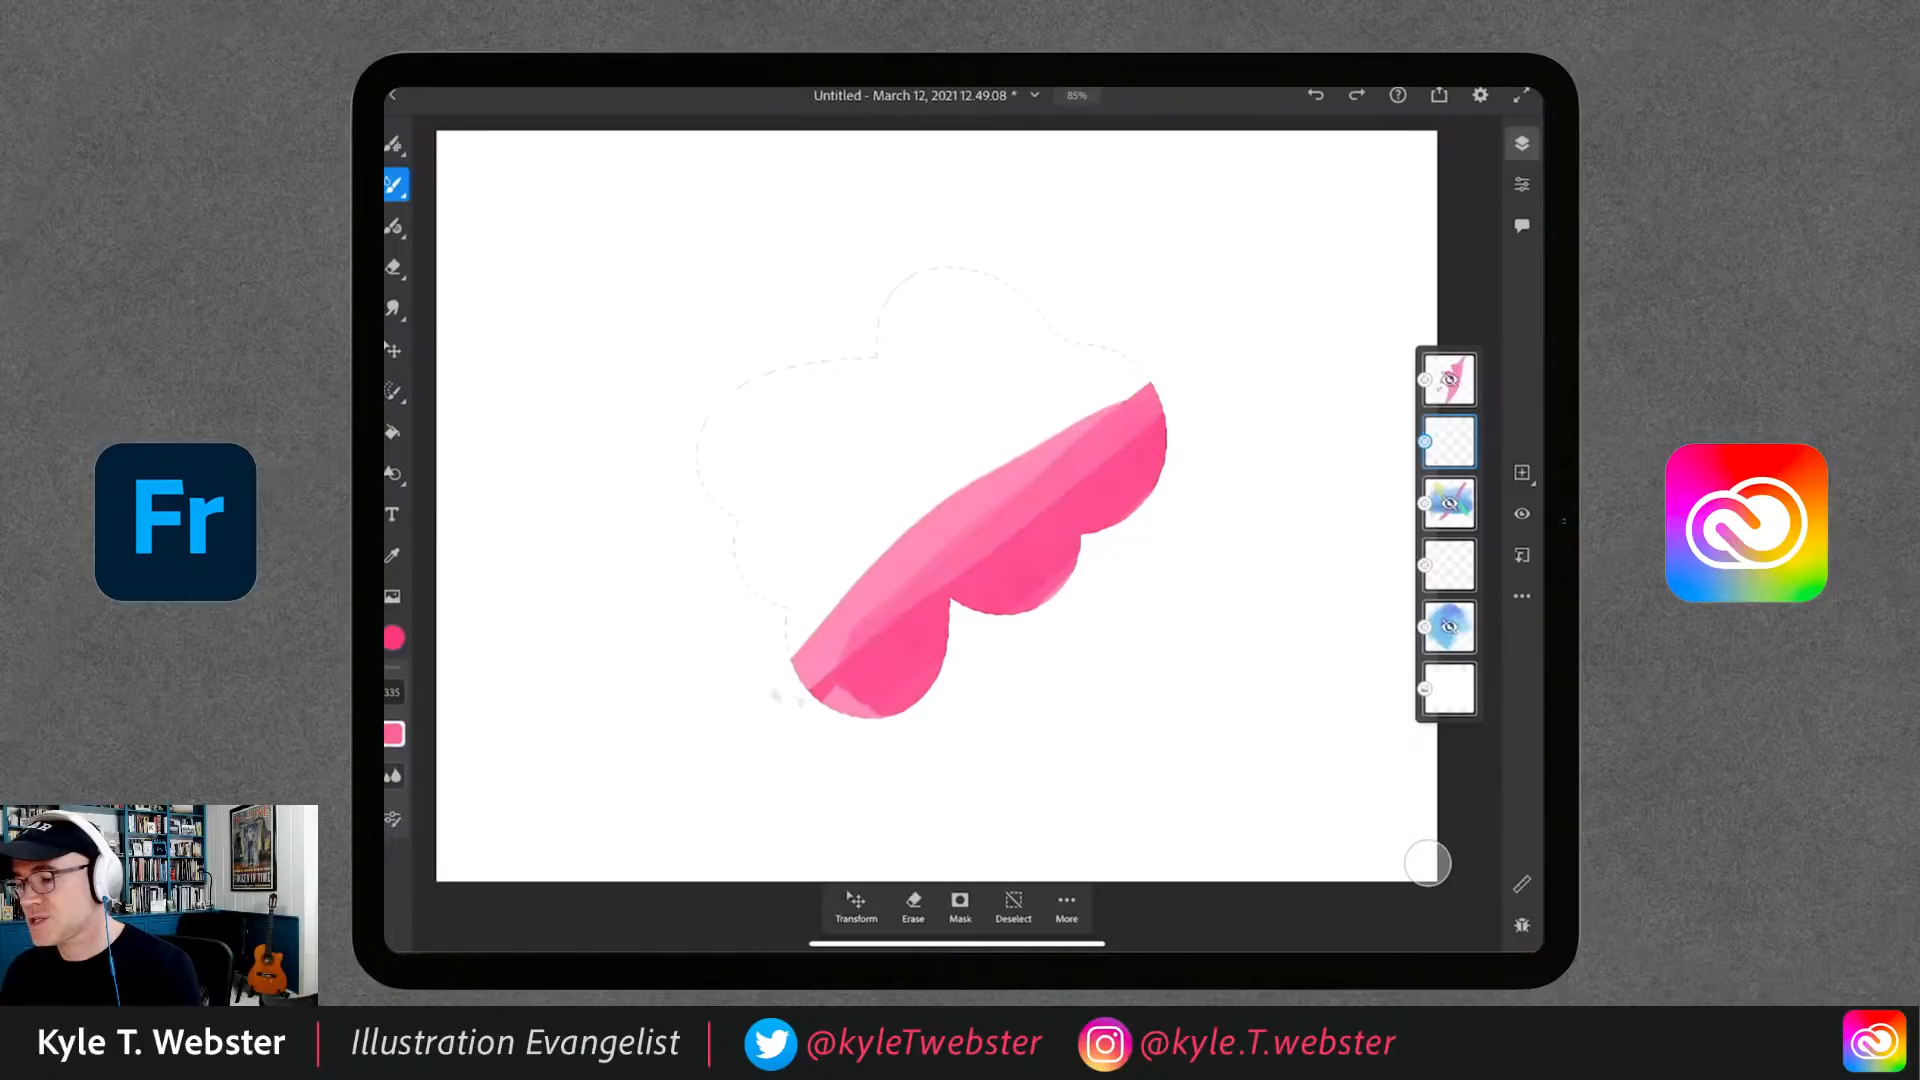 Untitled - March 12, 2021 12.49.08 *
85%
T
Fr
335
Transform
Erase
Mask
Deselect
More
Kyle T. Webster
Illustration Evangelist
@kyleTwebster
@kyle.T.webster